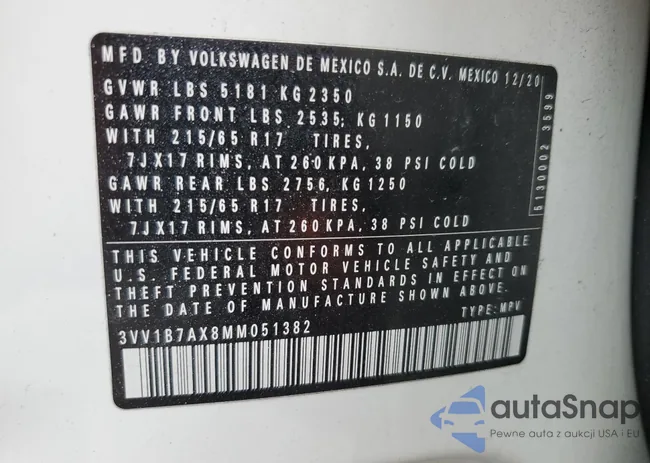 MFD. BY VOLKSWAGEN DE MEXICO S.A. DE C.V. MEXICO 12/20
GVWR LBS 5181 KG 2350
GAWR FRONT LBS 2535; KG 1150
WITH 215/65 R17 TIRES,
7JX17 RIMS, AT 260 KPA, 38 PSI COLD
GAWR REAR LBS 2756, KG 1250
WITH 215/65 R17 TIRES,
7JX17 RIMS, AT 260 KPA, 38 PSI COLD
THIS VEHICLE CONFORMS TO ALL APPLICABLE
U.S. FEDERAL MOTOR VEHICLE SAFETY AND
THEFT PREVENTION STANDARDS IN EFFECT ON
THE DATE OF MANUFACTURE SHOWN ABOVE.
3VV1B7AX8MM051382 TYPE: MPV
5130002 3599
autaSnap
Pewne auta z aukcji USA i EU